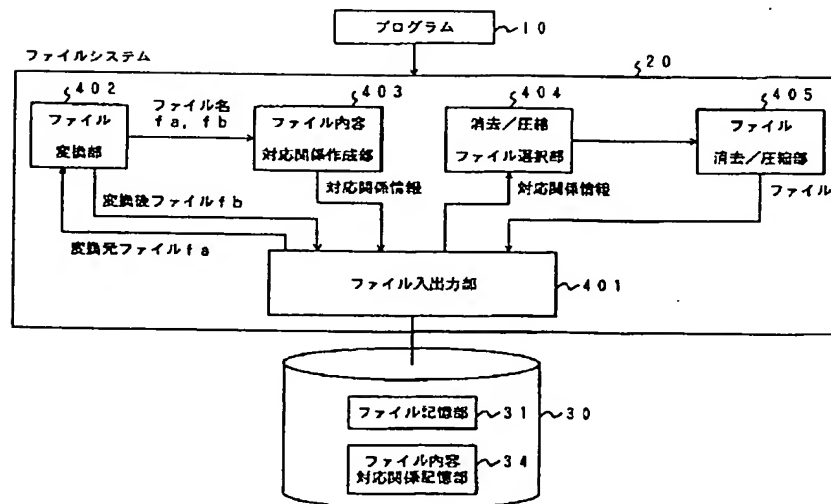 プログラム
10
ファイルシステム
20
402
ファイル
変換部
ファイル名
fa, fb
403
ファイル内容
対応関係作成部
404
消去/圧縮
ファイル選択部
405
ファイル
消去/圧縮部
変換後ファイルfb
変換元ファイルfa
対応関係情報
対応関係情報
ファイル
ファイル入出力部
401
ファイル記憶部
31
30
ファイル内容
対応関係記憶部
34